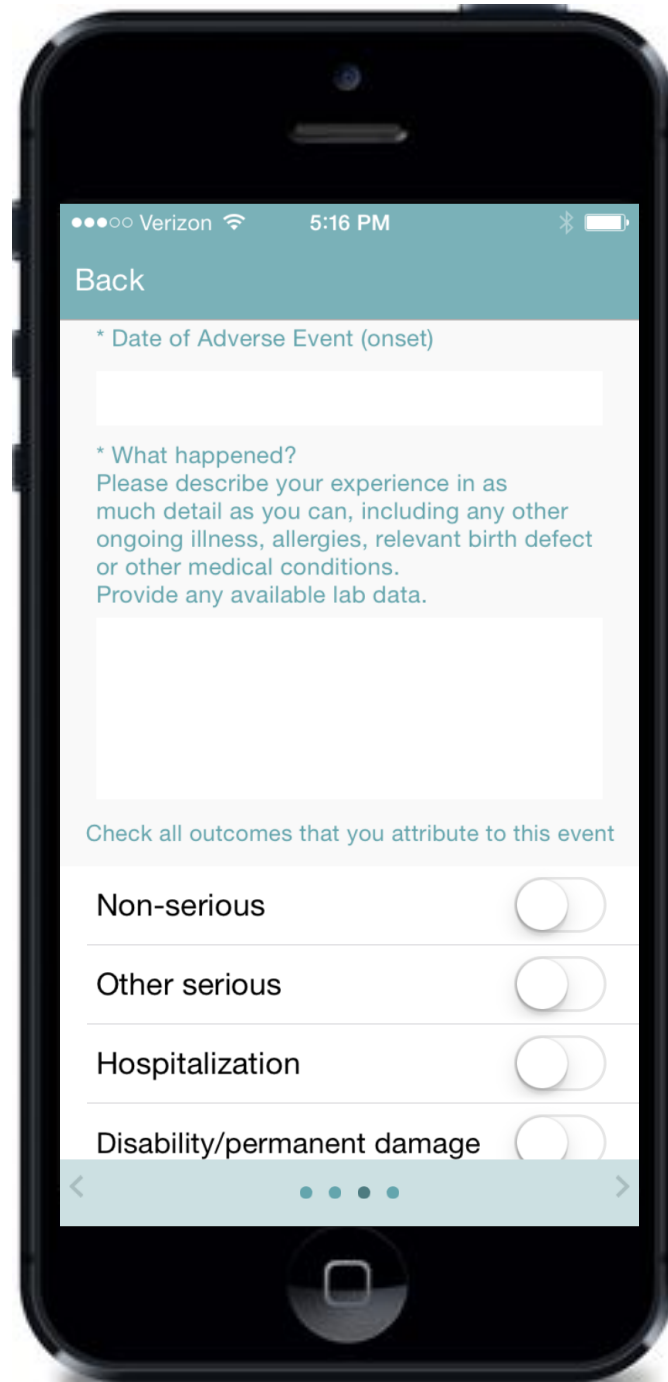 Verizon 5:16 PM
Back
* Date of Adverse Event (onset)
* What happened?
Please describe your experience in as
much detail as you can, including any other
ongoing illness, allergies, relevant birth defect
or other medical conditions.
Provide any available lab data.
Check all outcomes that you attribute to this event
Non-serious
Other serious
Hospitalization
Disability/permanent damage